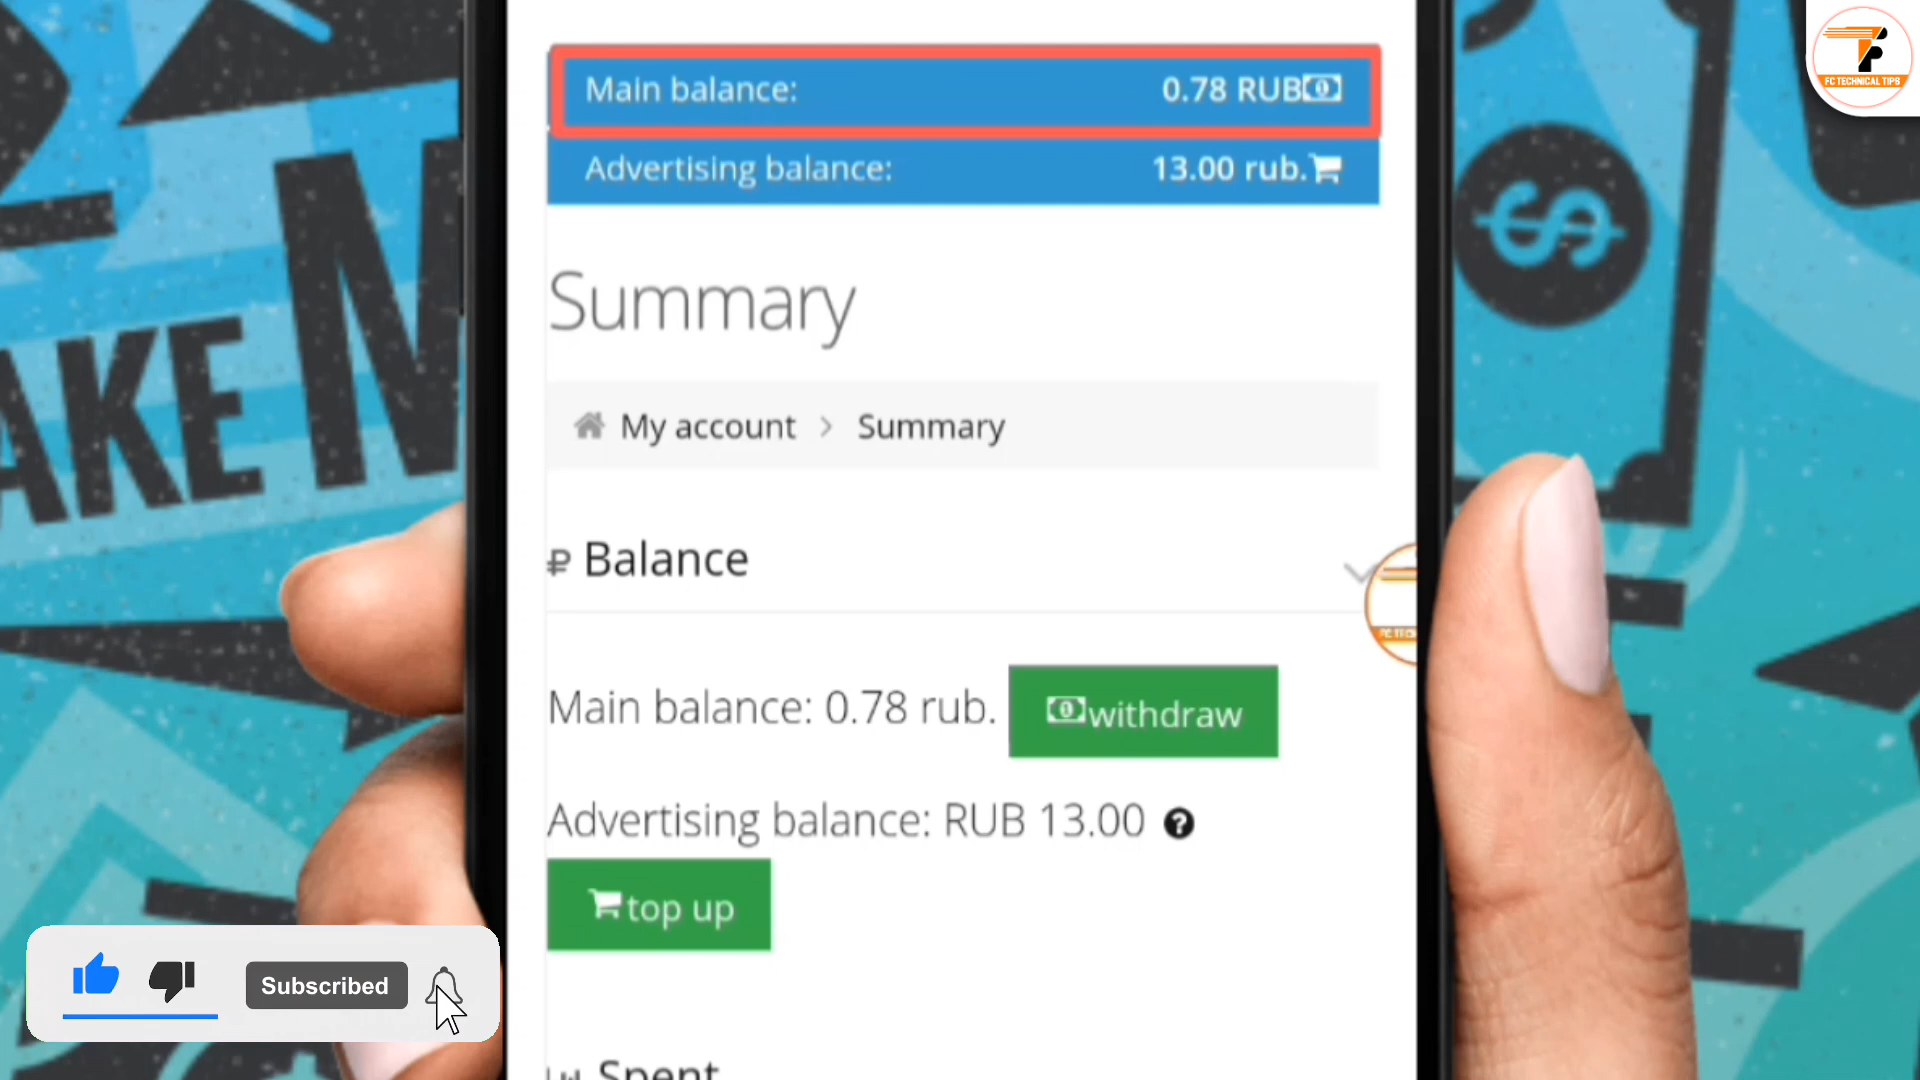 Main balance: 0.78 RUB
Advertising balance: 13.00 rub.
FC TECHNICAL TIPS
Summary
AKE M
My account > Summary
₽ Balance
Main balance: 0.78 rub. withdraw
Advertising balance: RUB 13.00 ?
top up
Subscribed
Spent